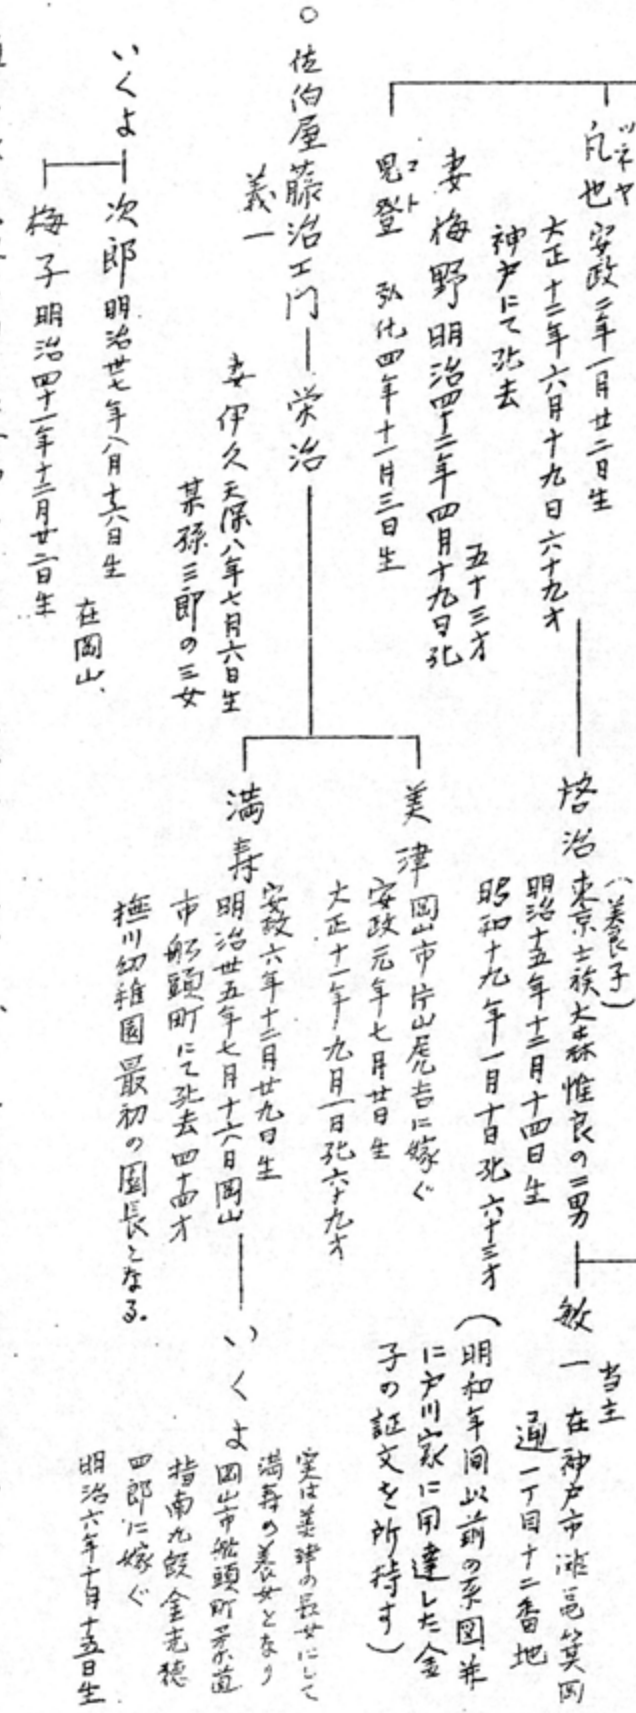 ツネヤ
凡也 安政二年一月廿二日生
大正十二年六月十九日六十九才
神戸にて死去
妻 梅野 明治四十二年四月十九日死
五十三才
コト
見登 弘化四年十一月三日生
啓治 東京士族大森惟良の二男
(養子)
明治十五年十二月十四日生
昭和十九年一月十日死 六十三才
敏一 在神戸市灘区箕岡
当主
通一丁目十二番地
(明和年間以前の系図并
に戸川家に用達した金
子の証文を所持す)
○佐伯屋藤治エ門 栄治
義一
妻 伊久 天保八年七月六日生
某孫三郎の三女
美津 岡山市片山虎吉に嫁ぐ
安政元年七月廿日生
大正十一年九月一日死六十九才
満寿 安政六年十二月廿九日生
明治卅五年七月十六日岡山
市船頭町にて死去四十四才
撫川幼稚園最初の園長となる。
いくよ 実は美津の長女にして
満寿の養女となり
岡山市船頭町柔道
指南九段金光穂
四郎に嫁ぐ
明治六年十月十五日生
いくよ 次郎 明治卅七年八月十六日生
在岡山、
梅子 明治四十一年十二月廿二日生